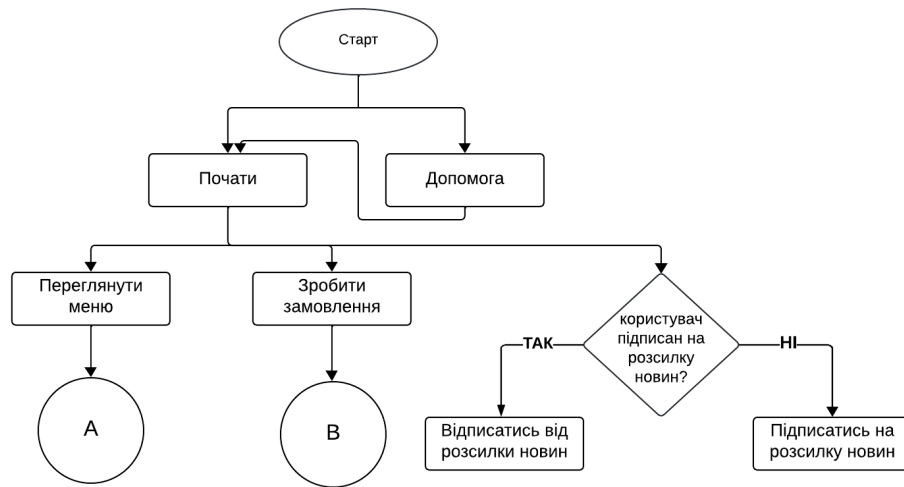 Старт
Почати
Допомога
Переглянути
меню
Зробити
замовлення
користувач
підписан на
розсилку
новин?
ТАК
НІ
A
B
Відписатись від
розсилки новин
Підписатись на
розсилку новин